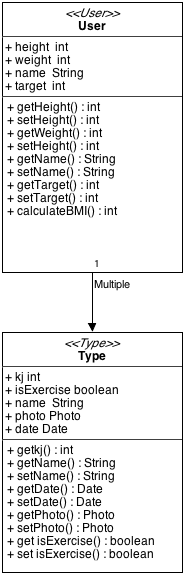 <<User>>
User
+ height int
+ weight int
+ name String
+ target int
+ getHeight() : int
+ setHeight() : int
+ getWeight() : int
+ setHeight() : int
+ getName() : String
+ setName() : String
+ getTarget() : int
+ setTarget() : int
+ calculateBMI() : int
1
Multiple
<<Type>>
Type
+ kj int
+ isExercise boolean
+ name String
+ photo Photo
+ date Date
+ getkj() : int
+ getName() : String
+ setName() : String
+ getDate() : Date
+ setDate() : Date
+ getPhoto() : Photo
+ setPhoto() : Photo
+ get isExercise() : boolean
+ set isExercise() : boolean